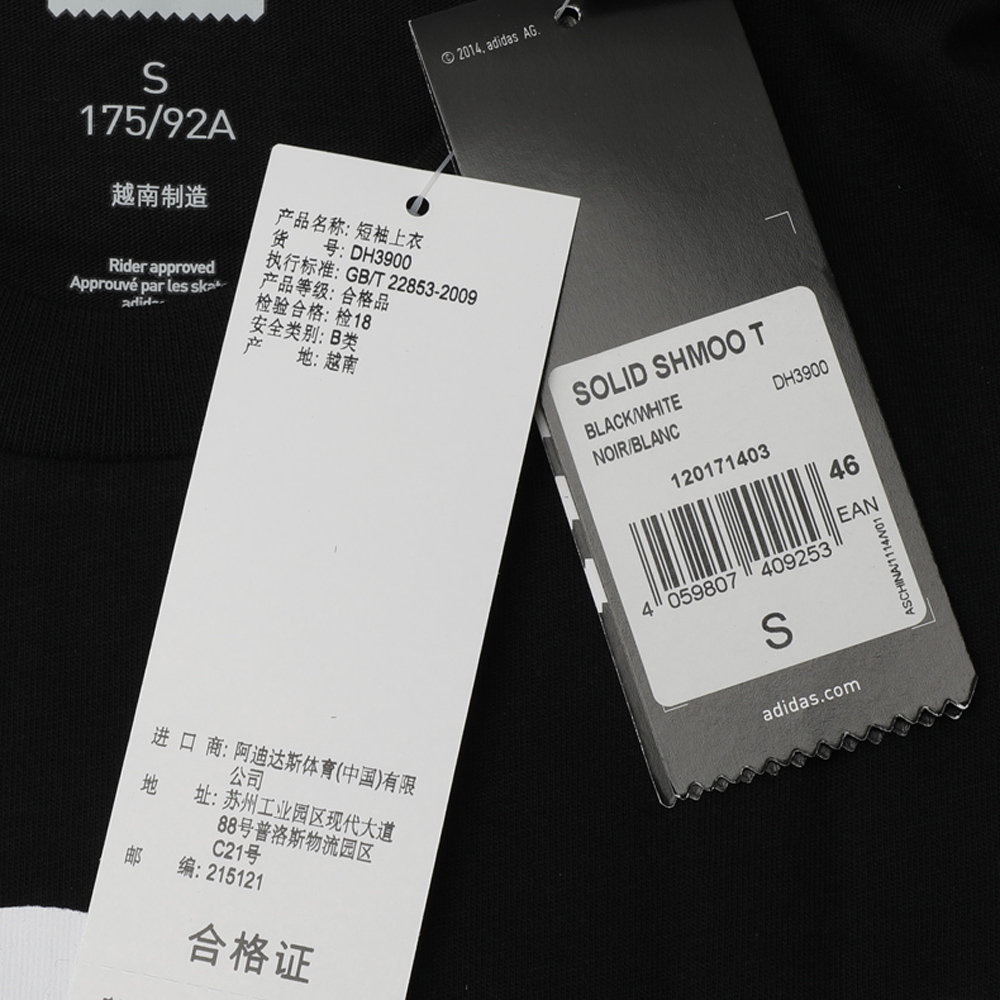 S
175/92A
越南制造
Rider approved
Approuvé par les
产品名称: 短袖上衣
货 号: DH3900
执行标准: GB/T 22853-2009
产品等级: 合格品
检验合格: 检18
安全类别: B类
产 地: 越南
进 口 商: 阿迪达斯体育(中国)有限
公司
地 址: 苏州工业园区现代大道
88号普洛斯物流园区
C21号
邮 编: 215121
合格证
© 2014, adidas AG.
SOLID SHMOO T
DH3900
BLACK/WHITE
NOIR/BLANC
120171403
46
EAN
4 059807 409253
ASCHINA/1114/V01
S
adidas.com